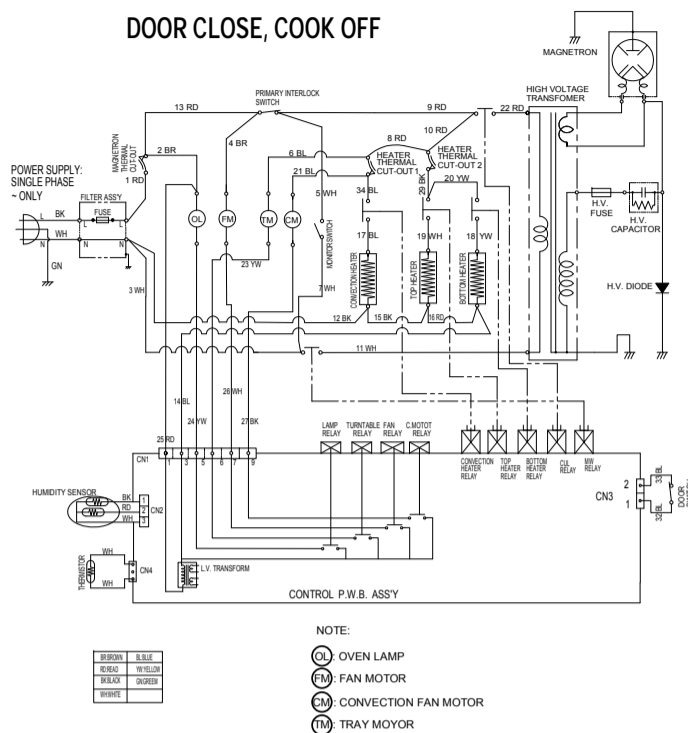 DOOR CLOSE, COOK OFF
MAGNETRON
PRIMARY INTERLOCK
SWITCH
HIGH VOLTAGE
TRANSFOMER
13 RD
9 RD
22 RD
2 BR
4 BR
8 RD
10 RD
MAGNETRON
THERMAL
CUT-OUT
1 RD
6 BL
21 BL
HEATER
THERMAL
CUT-OUT 1
HEATER
THERMAL
CUT-OUT 2
POWER SUPPLY:
SINGLE PHASE
~ ONLY
FILTER ASSY
FUSE
L
BK
L
L
N
WH
N
N
GN
5 WH
34 BL
29 BK
20 YW
OL
FM
TM
CM
MONITOR SWITCH
17 BL
19 WH
18 YW
H.V.
FUSE
H.V.
CAPACITOR
23 YW
3 WH
7 WH
CONVECTION HEATER
TOP HEATER
BOTTOM HEATER
H.V. DIODE
12 BK
15 BK
16 RD
11 WH
14 BL
26 WH
24 YW
27 BK
25 RD
LAMP
RELAY
TURNTABLE
RELAY
FAN
RELAY
C.MOTOT
RELAY
CN1
1
3
5
6
7
9
CONVECTION
HEATER
RELAY
TOP
HEATER
RELAY
BOTTOM
HEATER
RELAY
CUL
RELAY
MW
RELAY
HUMIDITY SENSOR
BK
RD
WH
1
2
3
CN2
2
1
CN3
33 BL
32 BL
THERMISTOR
WH
WH
CN4
L.V. TRANSFORM
CONTROL P.W.B. ASS'Y
NOTE:
OL : OVEN LAMP
FM : FAN MOTOR
CM : CONVECTION FAN MOTOR
TM : TRAY MOYOR
BR:BROWN BL:BLUE
RD:READ YW:YELLOW
BK:BLACK GN:GREEN
WH:WHITE